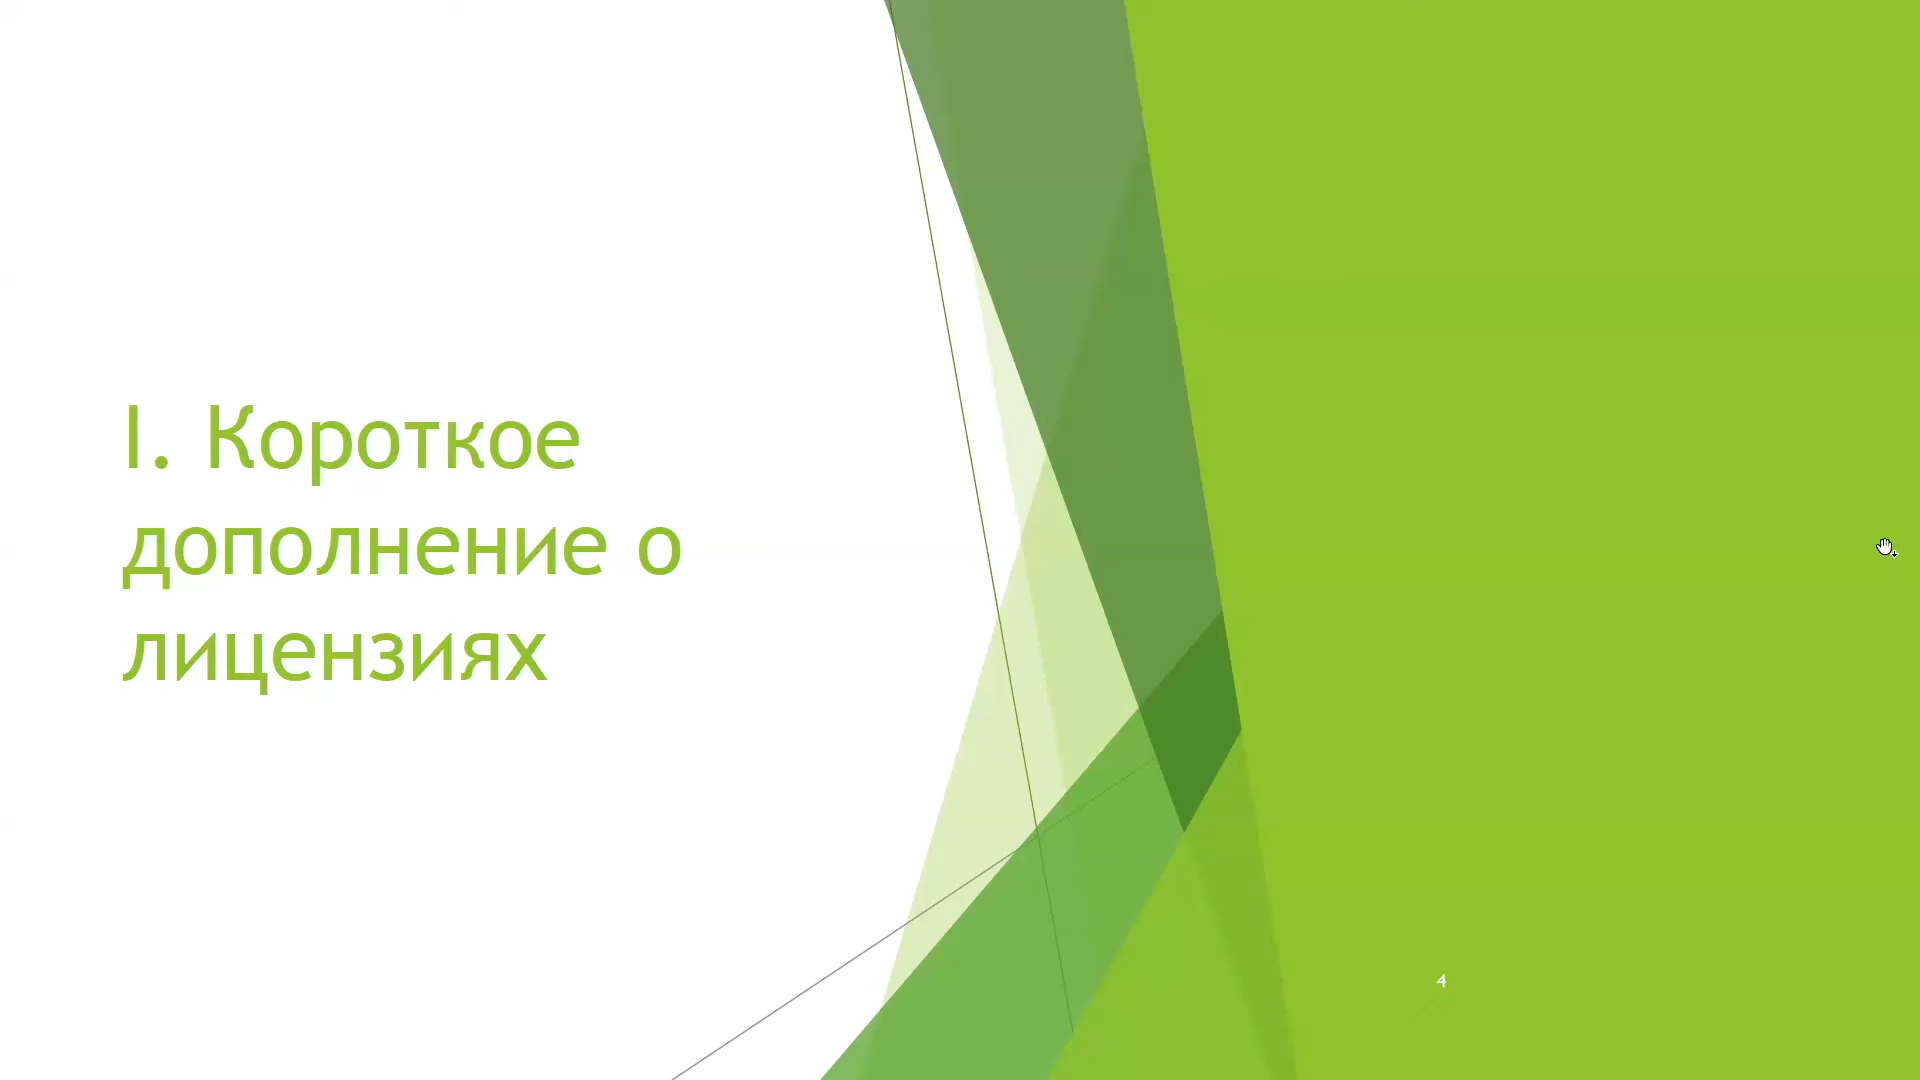 I. Короткое
дополнение о
лицензиях
4